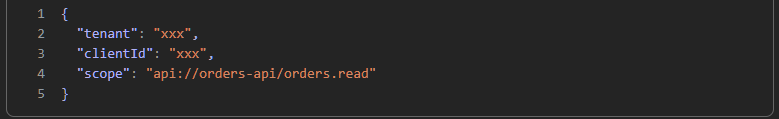 1 {
2   "tenant": "xxx",
3   "clientId": "xxx",
4   "scope": "api://orders-api/orders.read"
5 }